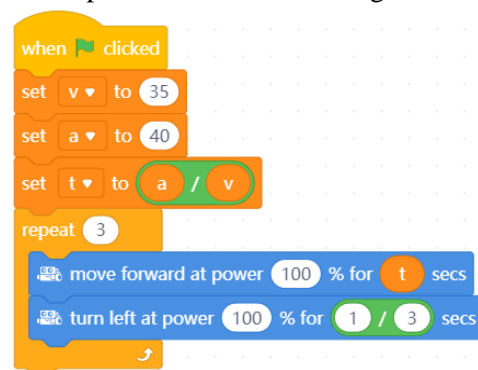 when clicked
set v to 35
set a to 40
set t to a / v
repeat 3
move forward at power 100 % for t secs
turn left at power 100 % for 1 / 3 secs